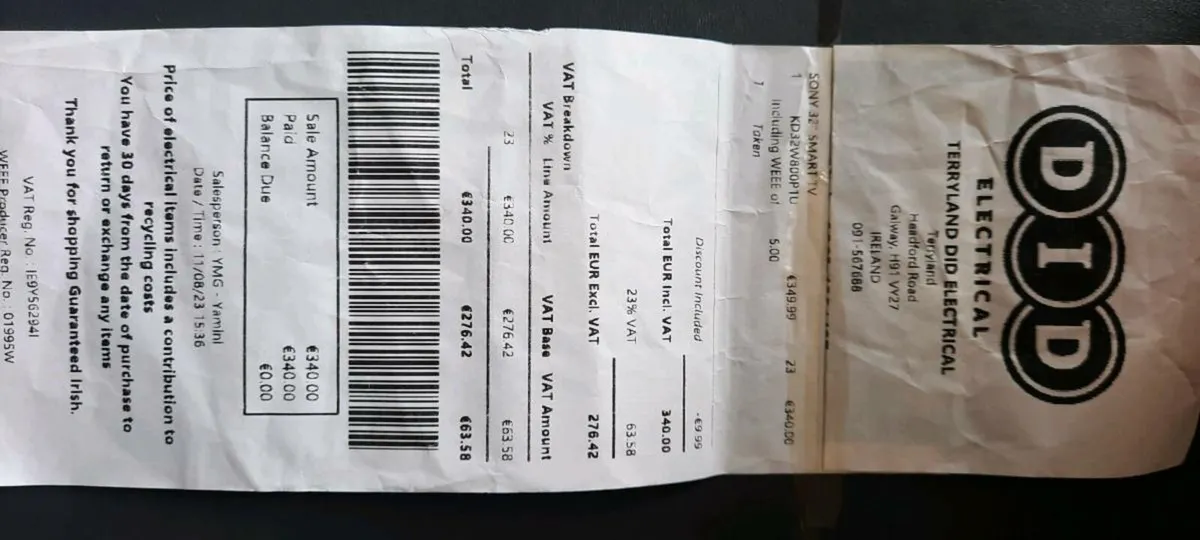 DID
ELECTRICAL
TERRYLAND DID ELECTRICAL
Terryland
Headford Road
Galway, H91 VY27
IRELAND
091-567688
SONY 32" SMART TV
1 KD32W800P1U €349.99 23 €340.00
Including WEEE of 5.00
1 Taken
Discount Included -€9.99
Total EUR Incl. VAT 340.00
23% VAT 63.58
Total EUR Excl. VAT 276.42
VAT Breakdown
VAT % Line Amount VAT Base VAT Amount
23 €340.00 €276.42 €63.58
Total €340.00 €276.42 €63.58
Sale Amount €340.00
Paid €340.00
Balance Due €0.00
Salesperson : YMG - Yamini
Date / Time : 11/08/23 15:36
Price of electrical items includes a contribution to
recycling costs
You have 30 days from the date of purchase to
return or exchange any items
Thank you for shopping Guaranteed Irish.
VAT Reg. No. : IE9Y56294I
WEEE Producer Reg. No. : 01995W